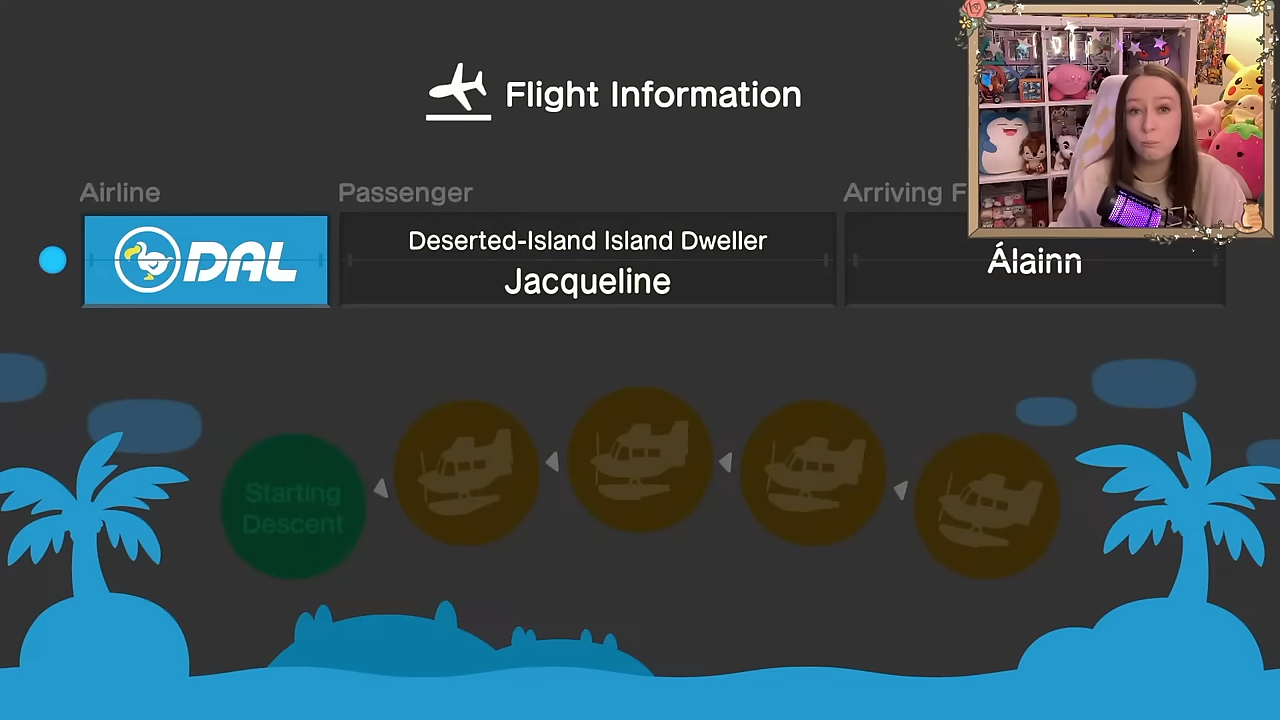 Flight Information
Airline
Passenger
Arriving F
DAL
Deserted-Island Island Dweller
Jacqueline
Álainn
Starting
Descent